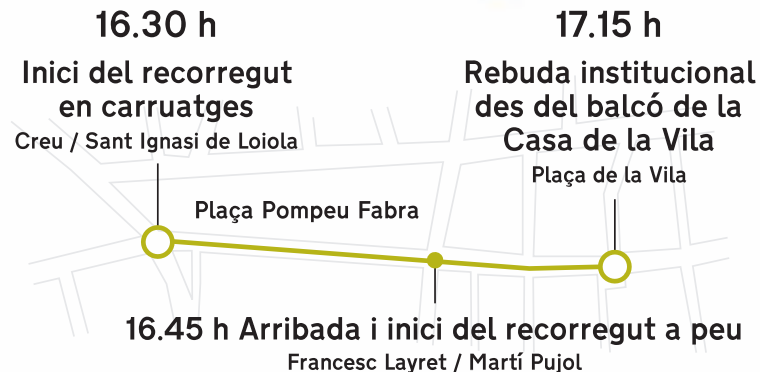 16.30 h
Inici del recorregut
en carruatges
Creu / Sant Ignasi de Loiola
17.15 h
Rebuda institucional
des del balcó de la
Casa de la Vila
Plaça de la Vila
Plaça Pompeu Fabra
16.45 h Arribada i inici del recorregut a peu
Francesc Layret / Martí Pujol